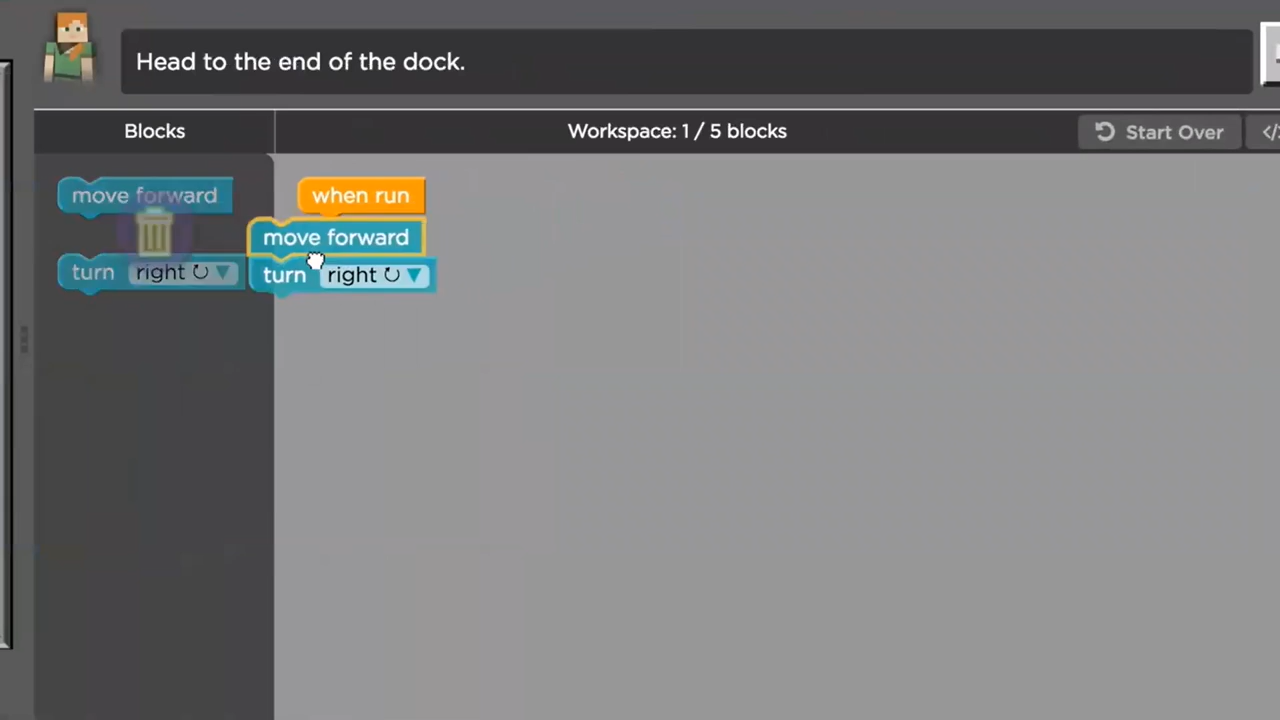 Head to the end of the dock.
Blocks
Workspace: 1 / 5 blocks
Start Over
</>
move forward
when run
move forward
turn right
turn right